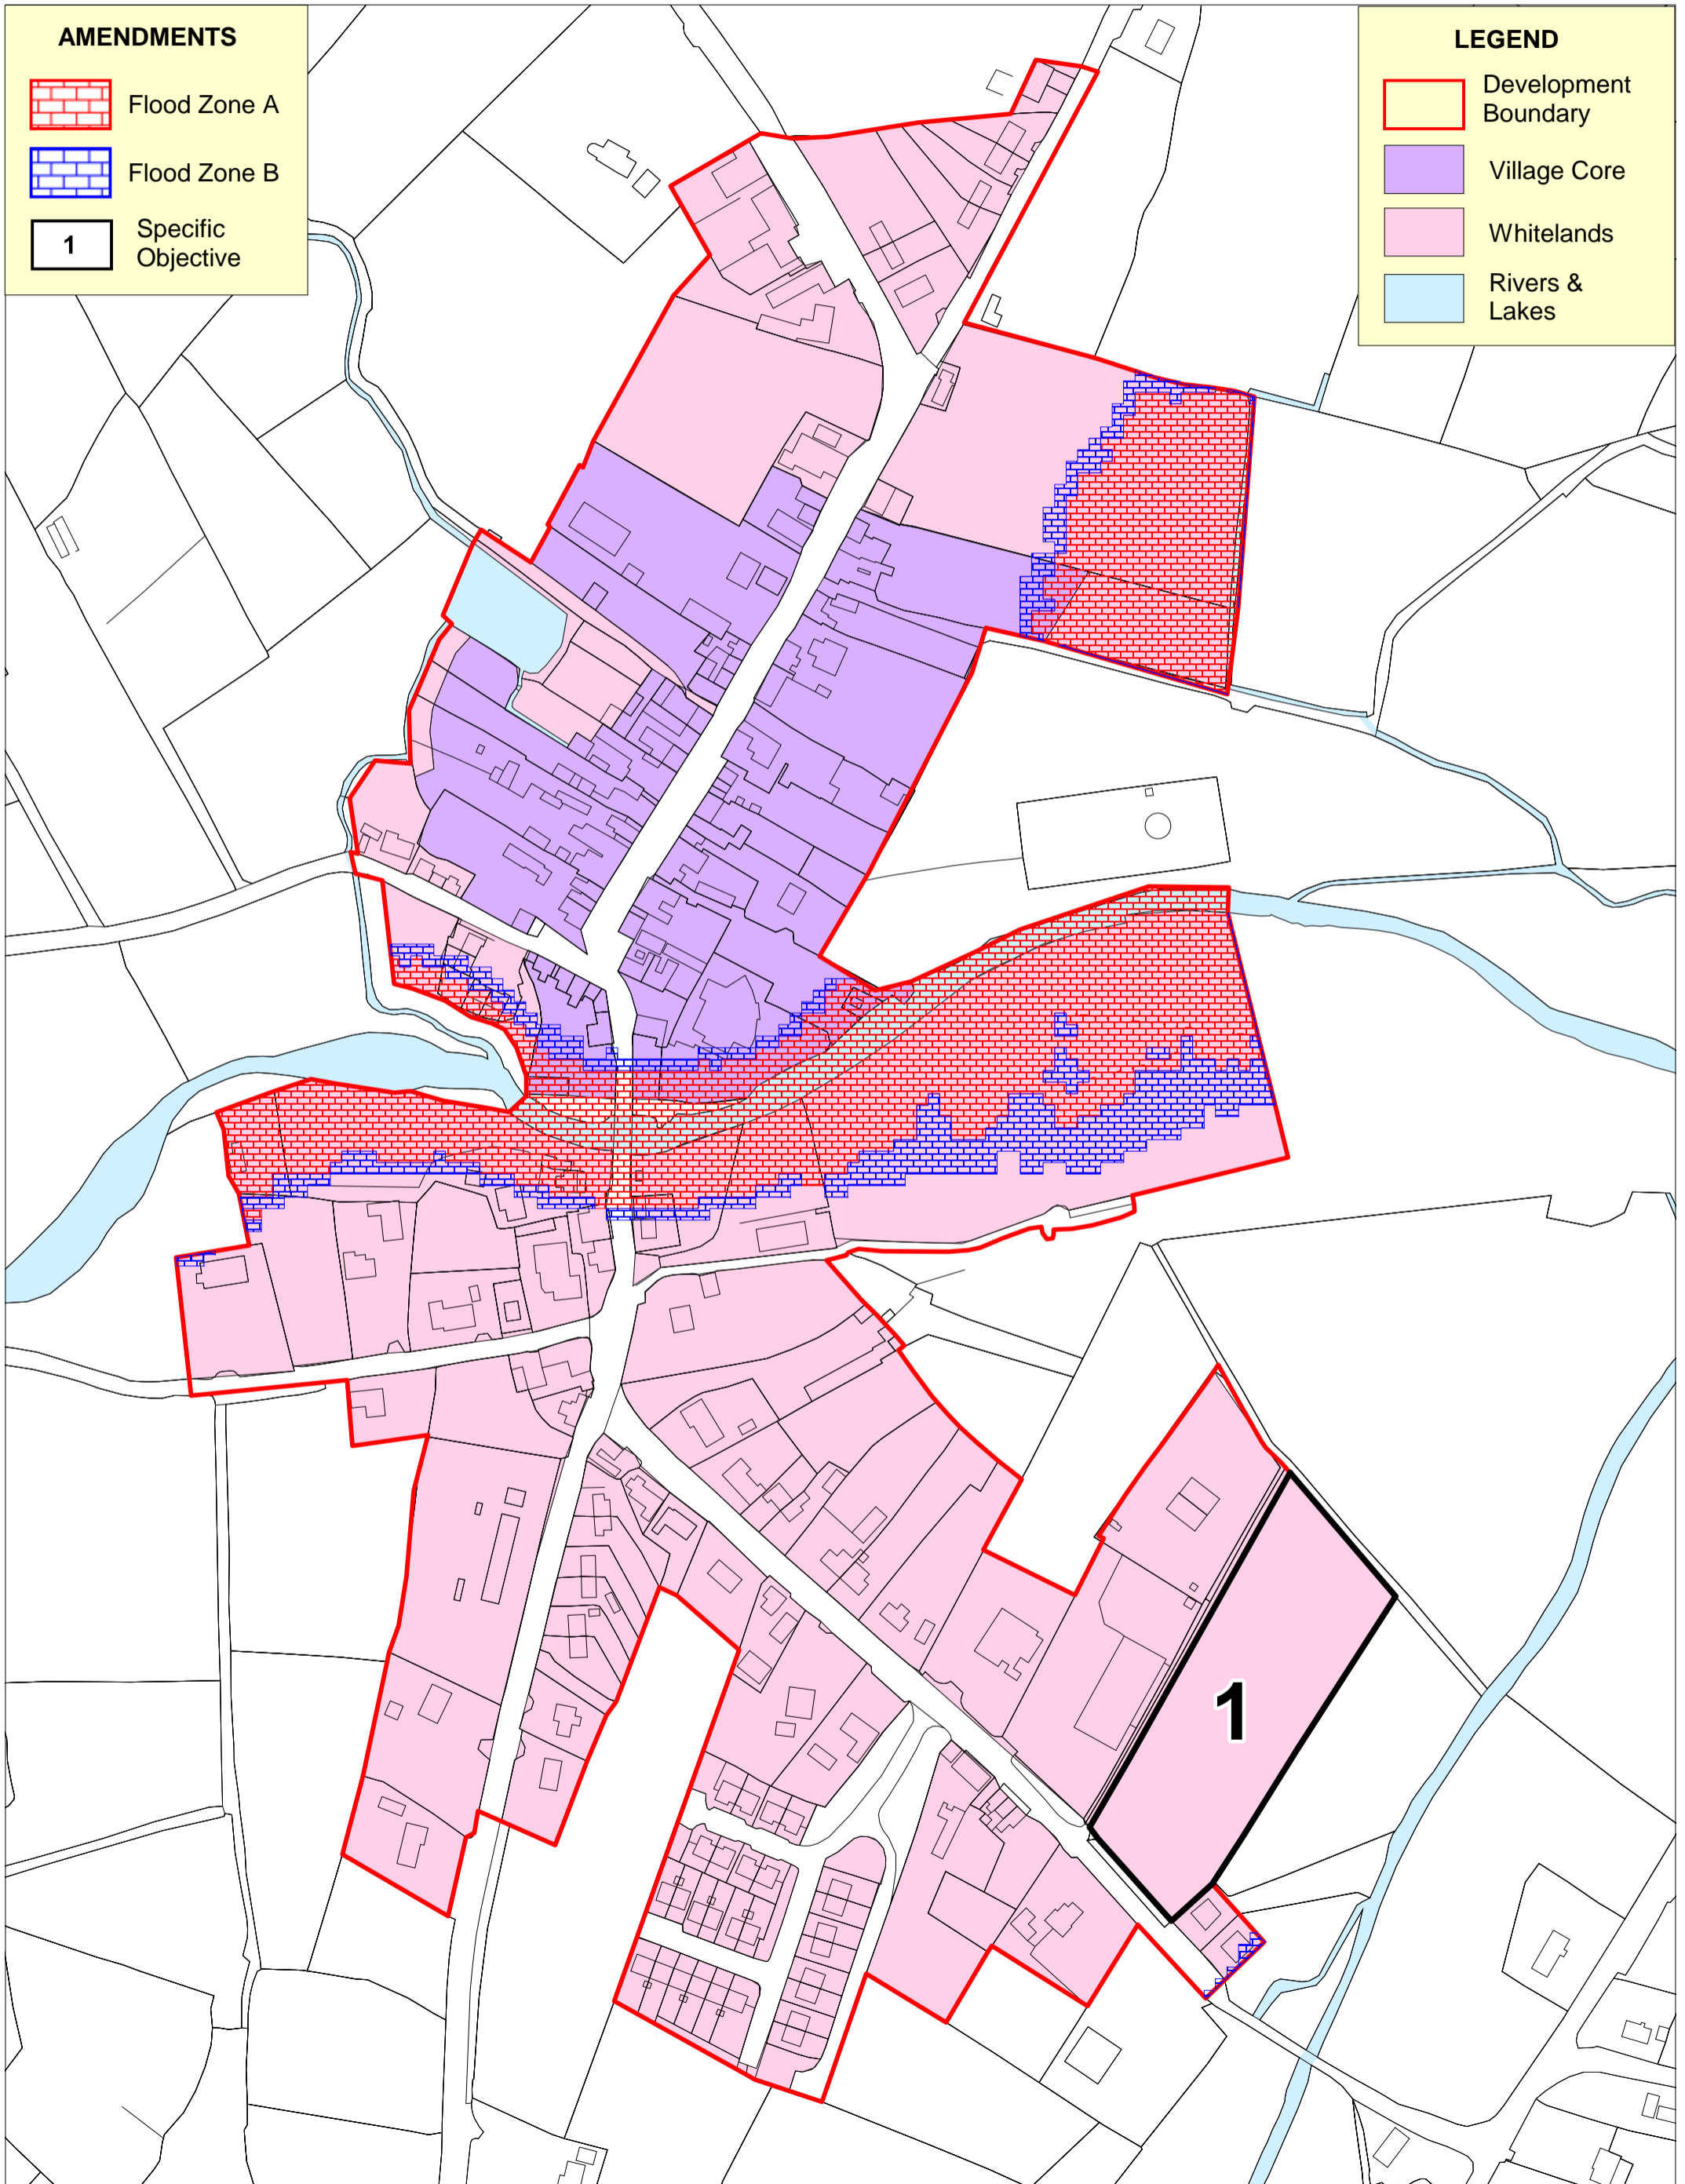 AMENDMENTS
Flood Zone A
Flood Zone B
1
Specific
Objective
LEGEND
Development
Boundary
Village Core
Whitelands
Rivers &
Lakes
1